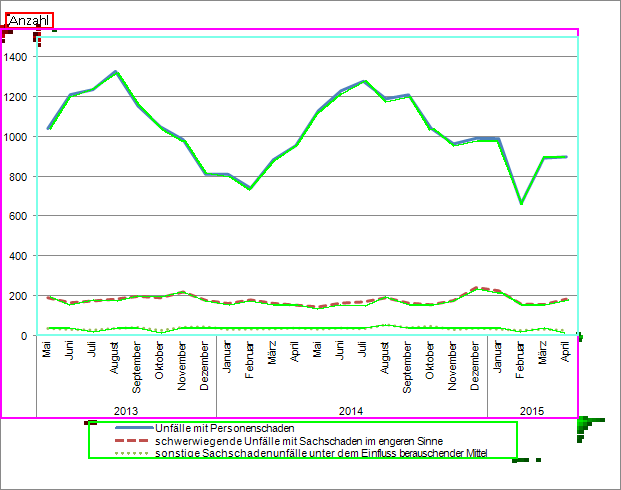 Anzahl
1400
1200
1000
800
600
400
200
0
Mai Juni Juli August September Oktober November Dezember Januar Februar März April Mai Juni Juli August September Oktober November Dezember Januar Februar März April
2013 2014 2015
Unfälle mit Personenschaden
schwerwiegende Unfälle mit Sachschaden im engeren Sinne
sonstige Sachschadenunfälle unter dem Einfluss berauschender Mittel